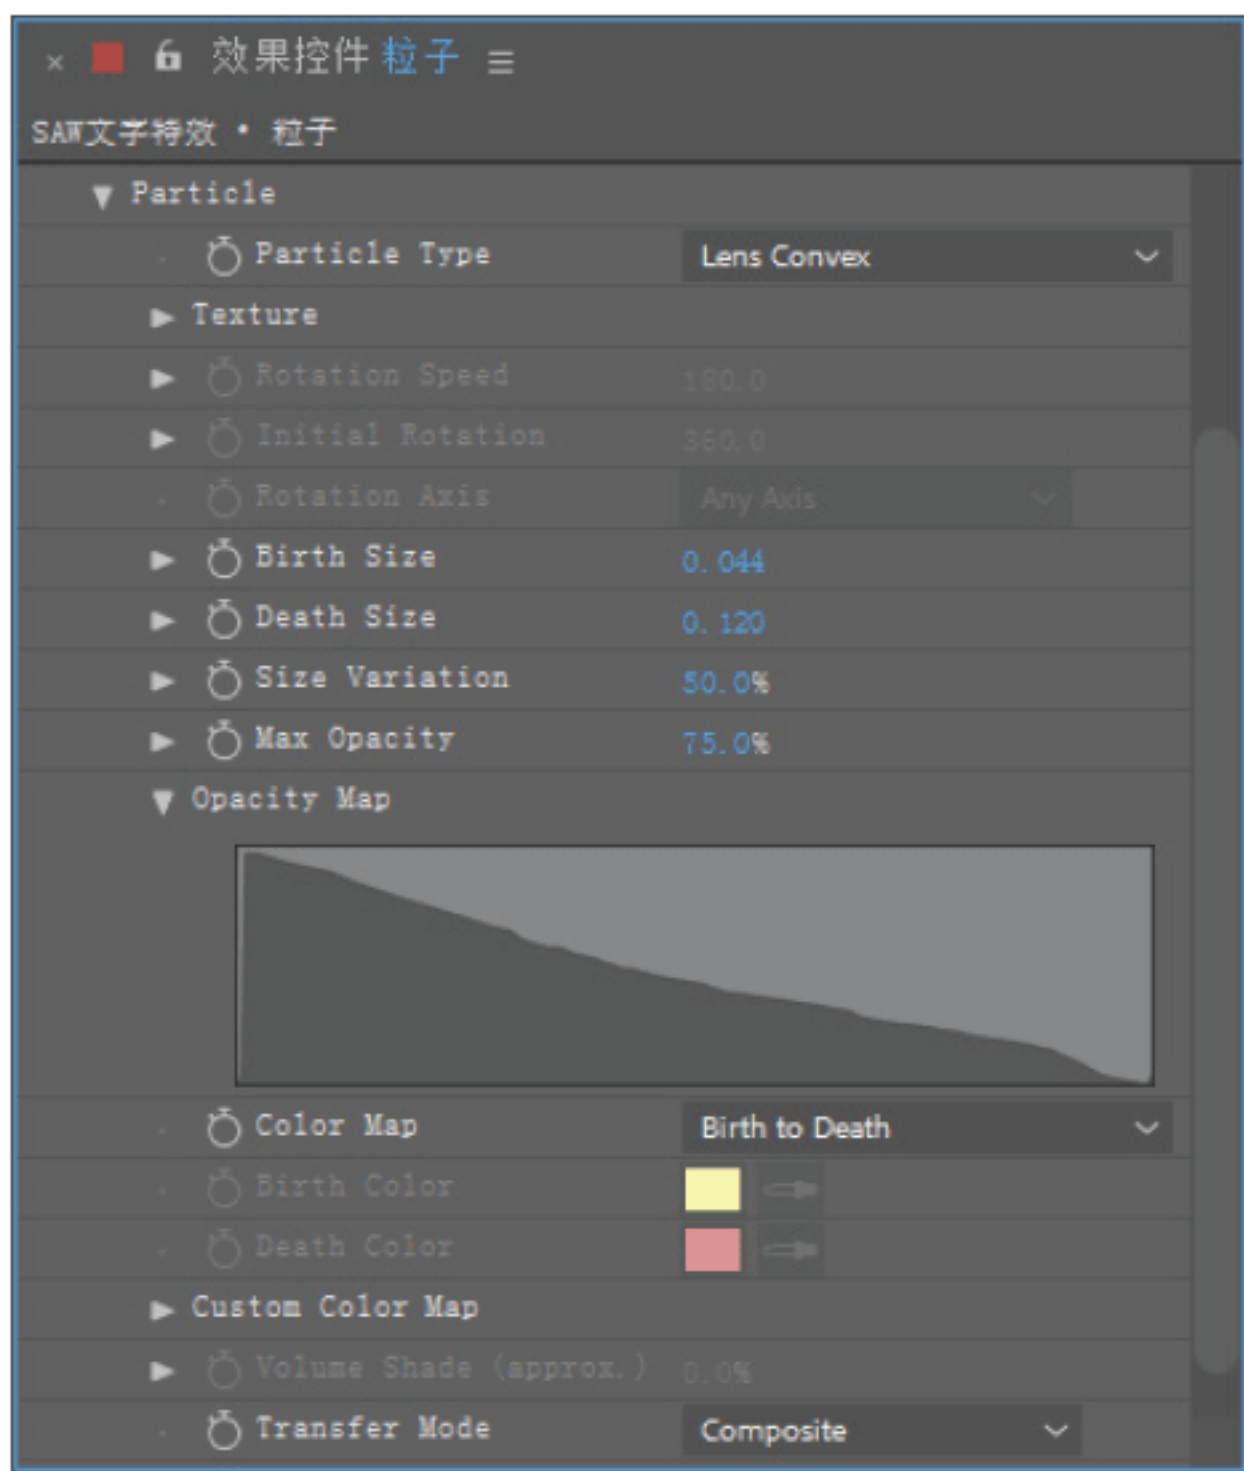 效果控件 粒子
SAW文字特效 • 粒子
Particle
Particle Type Lens Convex
Texture
Rotation Speed 180.0
Initial Rotation 360.0
Rotation Axis Any Axis
Birth Size 0.044
Death Size 0.120
Size Variation 50.0%
Max Opacity 75.0%
Opacity Map
Color Map Birth to Death
Birth Color
Death Color
Custom Color Map
Volume Shade (approx.) 0.0%
Transfer Mode Composite